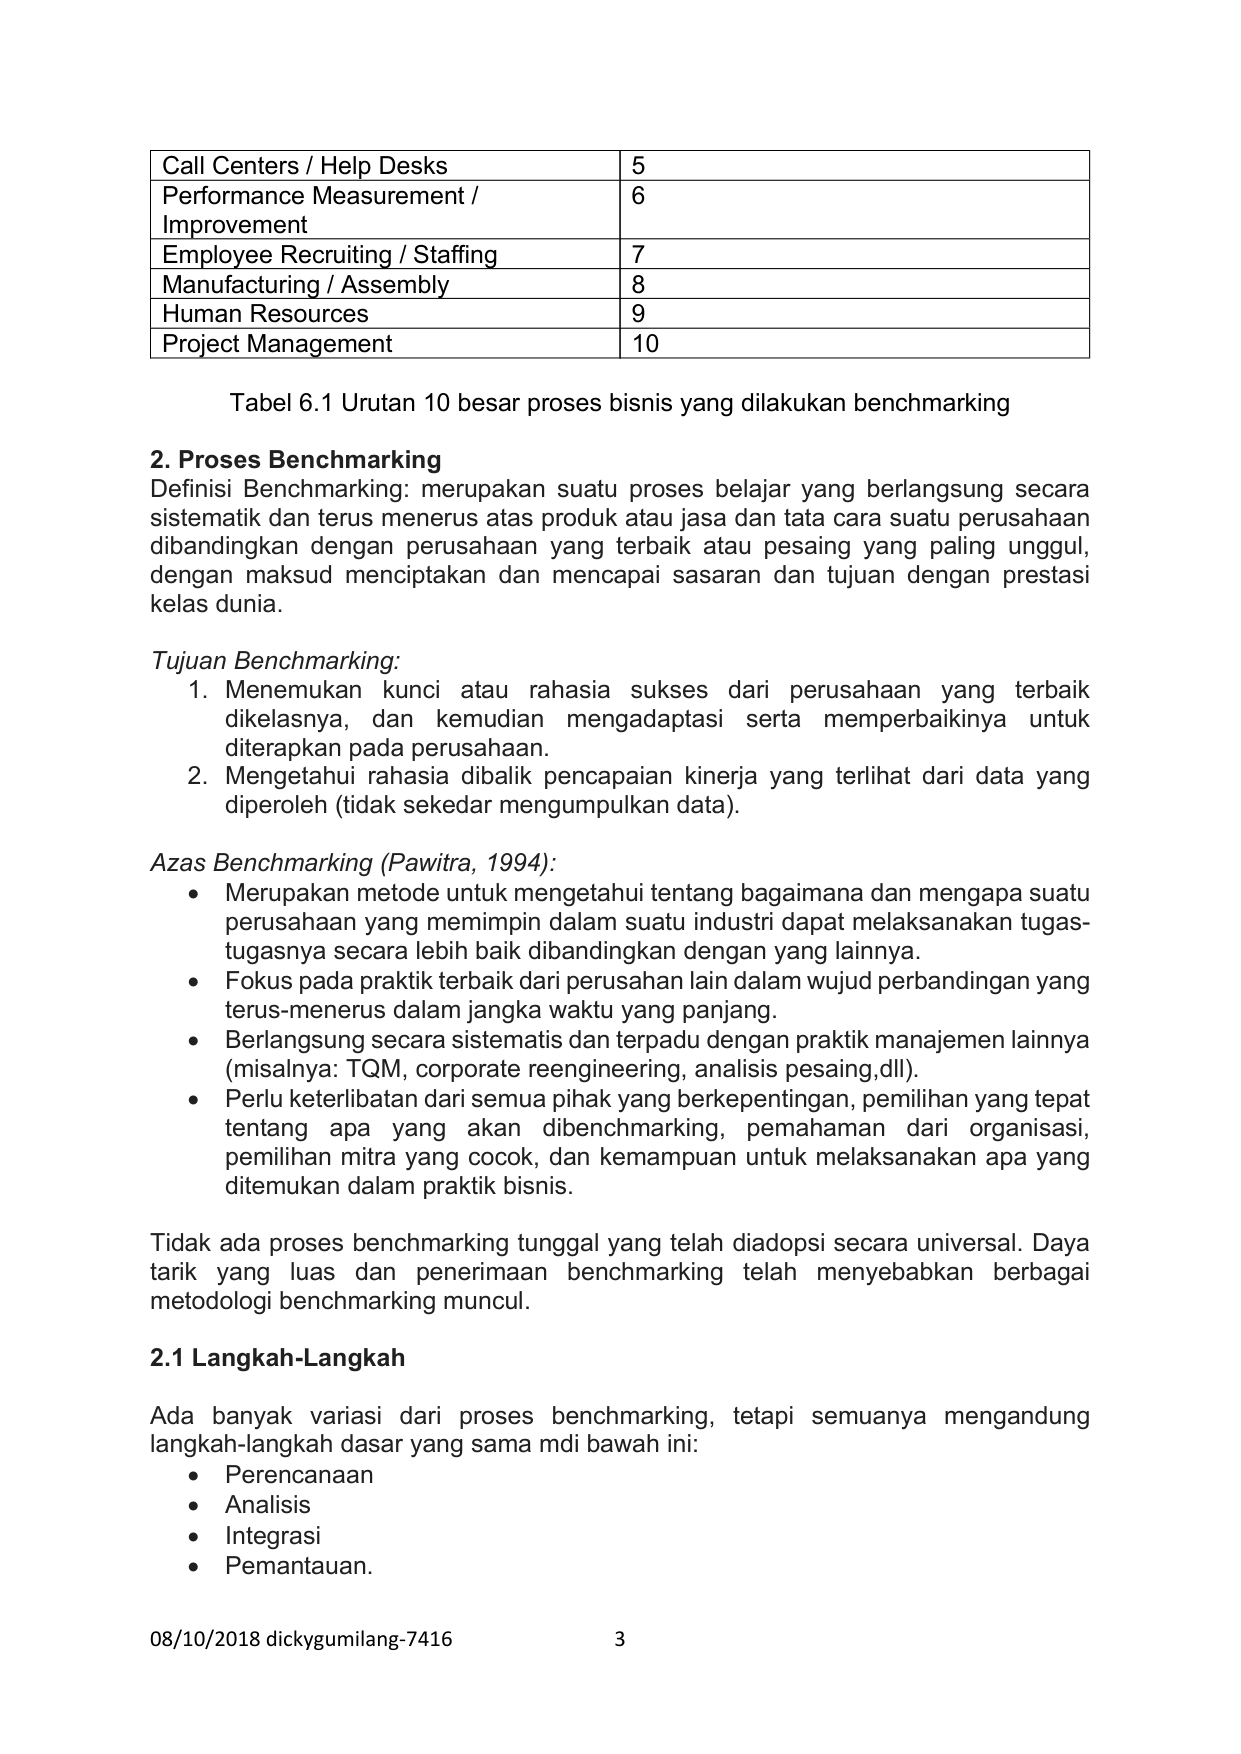 Call Centers / Help Desks 5
Performance Measurement / 6
Improvement
Employee Recruiting / Staffing 7
Manufacturing / Assembly 8
Human Resources 9
Project Management 10
Tabel 6.1 Urutan 10 besar proses bisnis yang dilakukan benchmarking
2. Proses Benchmarking
Definisi Benchmarking: merupakan suatu proses belajar yang berlangsung secara
sistematik dan terus menerus atas produk atau jasa dan tata cara suatu perusahaan
dibandingkan dengan perusahaan yang terbaik atau pesaing yang paling unggul,
dengan maksud menciptakan dan mencapai sasaran dan tujuan dengan prestasi
kelas dunia.
Tujuan Benchmarking:
1. Menemukan kunci atau rahasia sukses dari perusahaan yang terbaik
dikelasnya, dan kemudian mengadaptasi serta memperbaikinya untuk
diterapkan pada perusahaan.
2. Mengetahui rahasia dibalik pencapaian kinerja yang terlihat dari data yang
diperoleh (tidak sekedar mengumpulkan data).
Azas Benchmarking (Pawitra, 1994):
• Merupakan metode untuk mengetahui tentang bagaimana dan mengapa suatu
perusahaan yang memimpin dalam suatu industri dapat melaksanakan tugas-
tugasnya secara lebih baik dibandingkan dengan yang lainnya.
• Fokus pada praktik terbaik dari perusahan lain dalam wujud perbandingan yang
terus-menerus dalam jangka waktu yang panjang.
• Berlangsung secara sistematis dan terpadu dengan praktik manajemen lainnya
(misalnya: TQM, corporate reengineering, analisis pesaing,dll).
• Perlu keterlibatan dari semua pihak yang berkepentingan, pemilihan yang tepat
tentang apa yang akan dibenchmarking, pemahaman dari organisasi,
pemilihan mitra yang cocok, dan kemampuan untuk melaksanakan apa yang
ditemukan dalam praktik bisnis.
Tidak ada proses benchmarking tunggal yang telah diadopsi secara universal. Daya
tarik yang luas dan penerimaan benchmarking telah menyebabkan berbagai
metodologi benchmarking muncul.
2.1 Langkah-Langkah
Ada banyak variasi dari proses benchmarking, tetapi semuanya mengandung
langkah-langkah dasar yang sama mdi bawah ini:
• Perencanaan
• Analisis
• Integrasi
• Pemantauan.
08/10/2018 dickygumilang-7416 3